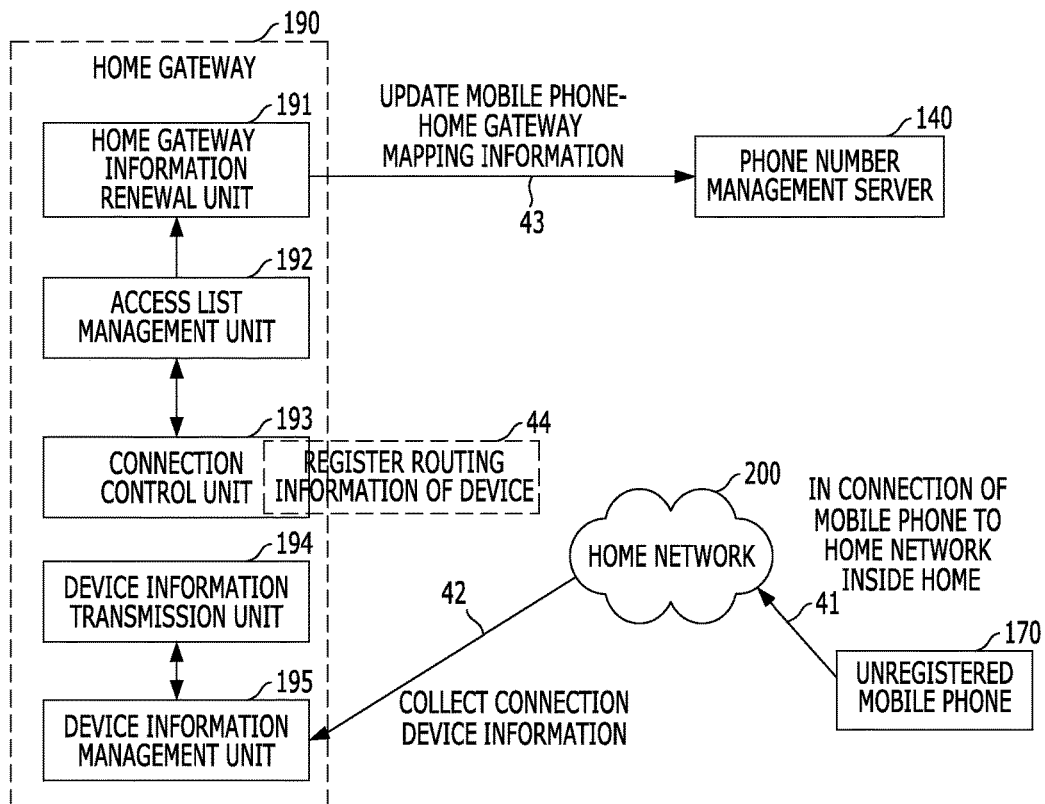 190
HOME GATEWAY
191
HOME GATEWAY
INFORMATION
RENEWAL UNIT
UPDATE MOBILE PHONE-
HOME GATEWAY
MAPPING INFORMATION
43
140
PHONE NUMBER
MANAGEMENT SERVER
192
ACCESS LIST
MANAGEMENT UNIT
193
CONNECTION
CONTROL UNIT
44
REGISTER ROUTING
INFORMATION OF DEVICE
200
HOME NETWORK
IN CONNECTION OF
MOBILE PHONE TO
HOME NETWORK
INSIDE HOME
41
170
UNREGISTERED
MOBILE PHONE
194
DEVICE INFORMATION
TRANSMISSION UNIT
42
COLLECT CONNECTION
DEVICE INFORMATION
195
DEVICE INFORMATION
MANAGEMENT UNIT